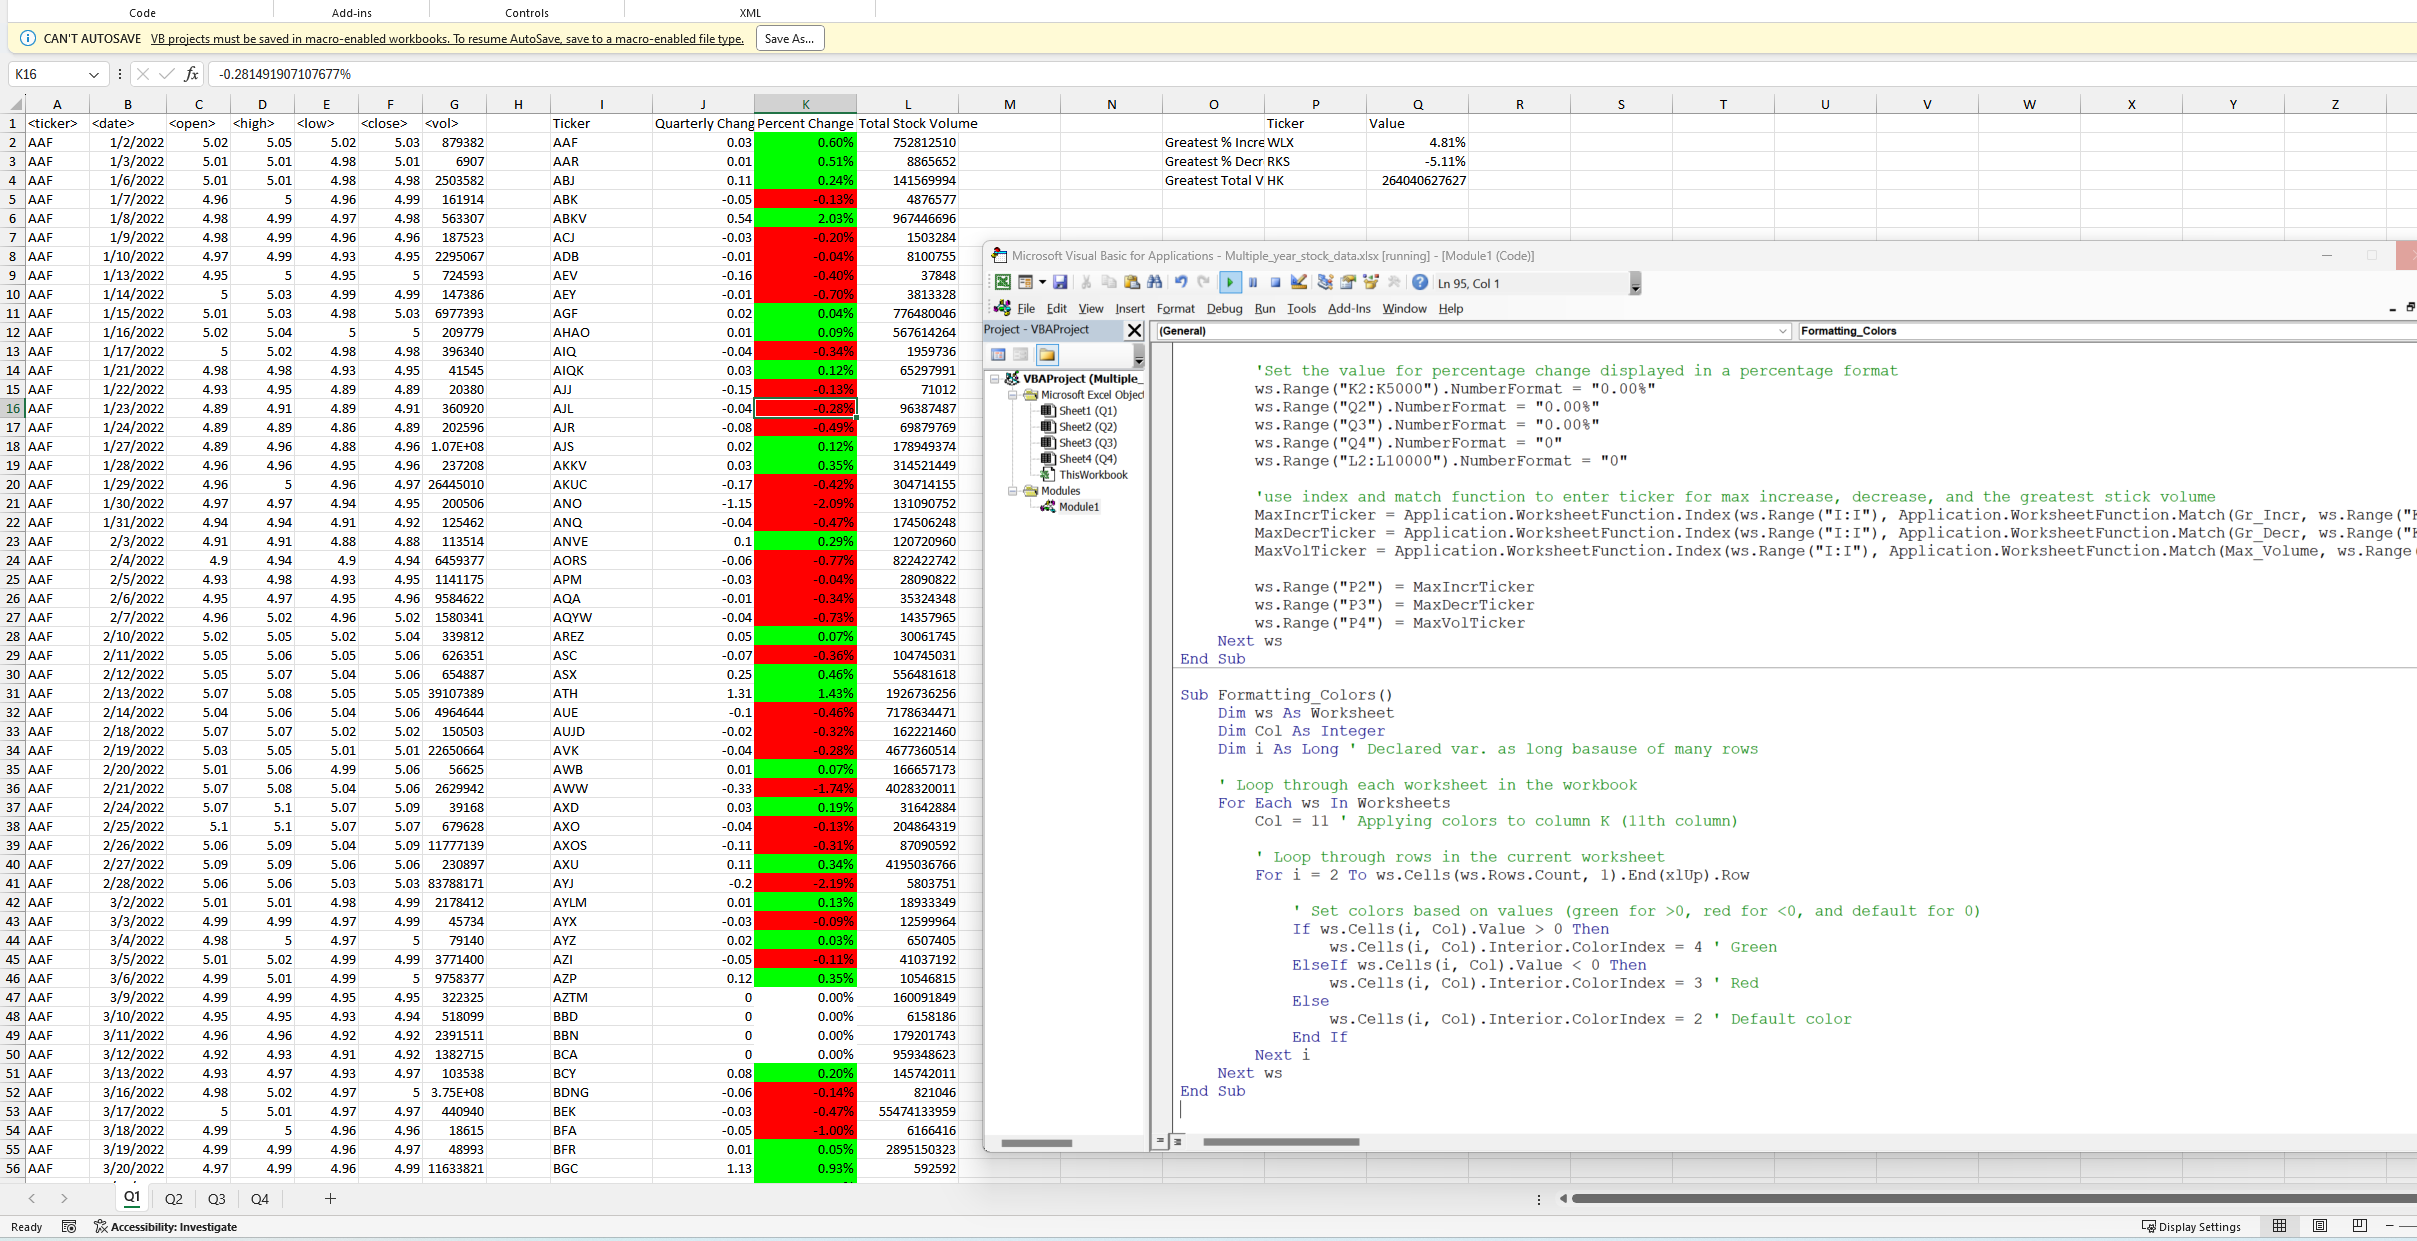 Code Add-ins Controls XML
CAN'T AUTOSAVE VB projects must be saved in macro-enabled workbooks. To resume AutoSave, save to a macro-enabled file type. Save As...
K16 fx -0.281491907107677%
A B C D E F G H I J K L M N O P Q R S T U V W X Y Z
1 <ticker> <date> <open> <high> <low> <close> <vol> Ticker Quarterly Chang Percent Change Total Stock Volume Ticker Value
2 AAF 1/2/2022 5.02 5.05 5.02 5.03 879382 AAF 0.03 0.60% 752812510 Greatest % Incre WLX 4.81%
3 AAF 1/3/2022 5.01 5.01 4.98 5.01 6907 AAR 0.01 0.51% 8865652 Greatest % Decr RKS -5.11%
4 AAF 1/6/2022 5.01 5.01 4.98 4.98 2503582 ABJ 0.11 0.24% 141569994 Greatest Total V HK 264040627627
5 AAF 1/7/2022 4.96 5 4.96 4.99 161914 ABK -0.05 -0.13% 4876577
6 AAF 1/8/2022 4.98 4.99 4.97 4.98 563307 ABKV 0.54 2.03% 967446696
7 AAF 1/9/2022 4.98 4.99 4.96 4.96 187523 ACJ -0.03 -0.20% 1503284
8 AAF 1/10/2022 4.97 4.99 4.93 4.95 2295067 ADB -0.01 -0.04% 8100755
9 AAF 1/13/2022 4.95 5 4.95 5 724593 AEV -0.16 -0.40% 37848
10 AAF 1/14/2022 5 5.03 4.99 4.99 147386 AEY -0.01 -0.70% 3813328
11 AAF 1/15/2022 5.01 5.03 4.98 5.03 6977393 AGF 0.02 0.04% 776480046
12 AAF 1/16/2022 5.02 5.04 5 5 209779 AHAO 0.01 0.09% 567614264
13 AAF 1/17/2022 5 5.02 4.98 4.98 396340 AIQ -0.04 -0.34% 1959736
14 AAF 1/21/2022 4.98 4.98 4.93 4.95 41545 AIQK 0.03 0.12% 65297991
15 AAF 1/22/2022 4.93 4.95 4.89 4.89 20380 AJJ -0.15 -0.13% 71012
16 AAF 1/23/2022 4.89 4.91 4.89 4.91 360920 AJL -0.04 -0.28% 96387487
17 AAF 1/24/2022 4.89 4.89 4.86 4.89 202596 AJR -0.08 -0.49% 69879769
18 AAF 1/27/2022 4.89 4.96 4.88 4.96 1.07E+08 AJS 0.02 0.12% 178949374
19 AAF 1/28/2022 4.96 4.96 4.95 4.96 237208 AKKV 0.03 0.35% 314521449
20 AAF 1/29/2022 4.96 5 4.96 4.97 26445010 AKUC -0.17 -0.42% 304714155
21 AAF 1/30/2022 4.97 4.97 4.94 4.95 200506 ANO -1.15 -2.09% 131090752
22 AAF 1/31/2022 4.94 4.94 4.91 4.92 125462 ANQ -0.04 -0.47% 174506248
23 AAF 2/3/2022 4.91 4.91 4.88 4.88 113514 ANVE 0.1 0.29% 120720960
24 AAF 2/4/2022 4.9 4.94 4.9 4.94 6459377 AORS -0.06 -0.77% 822422742
25 AAF 2/5/2022 4.93 4.98 4.93 4.95 1141175 APM -0.03 -0.04% 28090822
26 AAF 2/6/2022 4.95 4.97 4.95 4.96 9584622 AQA -0.01 -0.34% 35324348
27 AAF 2/7/2022 4.96 5.02 4.96 5.02 1580341 AQYW -0.04 -0.73% 14357965
28 AAF 2/10/2022 5.02 5.05 5.02 5.04 339812 AREZ 0.05 0.07% 30061745
29 AAF 2/11/2022 5.05 5.06 5.05 5.06 626351 ASC -0.07 -0.36% 104745031
30 AAF 2/12/2022 5.05 5.07 5.04 5.06 654887 ASX 0.25 0.46% 556481618
31 AAF 2/13/2022 5.07 5.08 5.05 5.05 39107389 ATH 1.31 1.43% 1926736256
32 AAF 2/14/2022 5.04 5.06 5.04 5.06 4964644 AUE -0.1 -0.46% 7178634471
33 AAF 2/18/2022 5.07 5.07 5.02 5.02 150503 AUJD -0.02 -0.32% 162221460
34 AAF 2/19/2022 5.03 5.05 5.01 5.01 22650664 AVK -0.04 -0.28% 4677360514
35 AAF 2/20/2022 5.01 5.06 4.99 5.06 56625 AWB 0.01 0.07% 166657173
36 AAF 2/21/2022 5.07 5.08 5.04 5.06 2629942 AWW -0.33 -1.74% 4028320011
37 AAF 2/24/2022 5.07 5.1 5.07 5.09 39168 AXD 0.03 0.19% 31642884
38 AAF 2/25/2022 5.1 5.1 5.07 5.07 679628 AXO -0.04 -0.13% 204864319
39 AAF 2/26/2022 5.06 5.09 5.04 5.09 11777139 AXOS -0.11 -0.31% 87090592
40 AAF 2/27/2022 5.09 5.09 5.06 5.06 230897 AXU 0.11 0.34% 4195036766
41 AAF 2/28/2022 5.06 5.06 5.03 5.03 83788171 AYJ -0.2 -2.19% 5803751
42 AAF 3/2/2022 5.01 5.01 4.98 4.99 2178412 AYLM 0.01 0.13% 18933349
43 AAF 3/3/2022 4.99 4.99 4.97 4.99 45734 AYX -0.03 -0.09% 12599964
44 AAF 3/4/2022 4.98 5 4.97 5 79140 AYZ 0.02 0.03% 6507405
45 AAF 3/5/2022 5.01 5.02 4.99 4.99 3771400 AZI -0.05 -0.11% 41037192
46 AAF 3/6/2022 4.99 5.01 4.99 5 9758377 AZP 0.12 0.35% 10546815
47 AAF 3/9/2022 4.99 4.99 4.95 4.95 322325 AZTM 0 0.00% 160091849
48 AAF 3/10/2022 4.95 4.95 4.93 4.94 518099 BBD 0 0.00% 6158186
49 AAF 3/11/2022 4.96 4.96 4.92 4.92 2391511 BBN 0 0.00% 179201743
50 AAF 3/12/2022 4.92 4.93 4.91 4.92 1382715 BCA 0 0.00% 959348623
51 AAF 3/13/2022 4.93 4.97 4.93 4.97 103538 BCY 0.08 0.20% 145742011
52 AAF 3/16/2022 4.98 5.02 4.97 5 3.75E+08 BDNG -0.06 -0.14% 821046
53 AAF 3/17/2022 5 5.01 4.97 4.97 440940 BEK -0.03 -0.47% 55474133959
54 AAF 3/18/2022 4.99 5 4.96 4.96 18615 BFA -0.05 -1.00% 6166416
55 AAF 3/19/2022 4.99 4.99 4.96 4.97 48993 BFR 0.01 0.05% 2895150323
56 AAF 3/20/2022 4.97 4.99 4.96 4.99 11633821 BGC 1.13 0.93% 592592
Microsoft Visual Basic for Applications - Multiple_year_stock_data.xlsx [running] - [Module1 (Code)]
Ln 95, Col 1
File Edit View Insert Format Debug Run Tools Add-Ins Window Help
Project - VBAProject
(General) Formatting_Colors
VBAProject (Multiple_
Microsoft Excel Object
Sheet1 (Q1)
Sheet2 (Q2)
Sheet3 (Q3)
Sheet4 (Q4)
ThisWorkbook
Modules
Module1
'Set the value for percentage change displayed in a percentage format
ws.Range("K2:K5000").NumberFormat = "0.00%"
ws.Range("Q2").NumberFormat = "0.00%"
ws.Range("Q3").NumberFormat = "0.00%"
ws.Range("Q4").NumberFormat = "0"
ws.Range("L2:L10000").NumberFormat = "0"
'use index and match function to enter ticker for max increase, decrease, and the greatest stick volume
MaxIncrTicker = Application.WorksheetFunction.Index(ws.Range("I:I"), Application.WorksheetFunction.Match(Gr_Incr, ws.Range("
MaxDecrTicker = Application.WorksheetFunction.Index(ws.Range("I:I"), Application.WorksheetFunction.Match(Gr_Decr, ws.Range("
MaxVolTicker = Application.WorksheetFunction.Index(ws.Range("I:I"), Application.WorksheetFunction.Match(Max_Volume, ws.Range(
ws.Range("P2") = MaxIncrTicker
ws.Range("P3") = MaxDecrTicker
ws.Range("P4") = MaxVolTicker
Next ws
End Sub
Sub Formatting_Colors()
Dim ws As Worksheet
Dim Col As Integer
Dim i As Long ' Declared var. as long basause of many rows
' Loop through each worksheet in the workbook
For Each ws In Worksheets
Col = 11 ' Applying colors to column K (11th column)
' Loop through rows in the current worksheet
For i = 2 To ws.Cells(ws.Rows.Count, 1).End(xlUp).Row
' Set colors based on values (green for >0, red for <0, and default for 0)
If ws.Cells(i, Col).Value > 0 Then
ws.Cells(i, Col).Interior.ColorIndex = 4 ' Green
ElseIf ws.Cells(i, Col).Value < 0 Then
ws.Cells(i, Col).Interior.ColorIndex = 3 ' Red
Else
ws.Cells(i, Col).Interior.ColorIndex = 2 ' Default color
End If
Next i
Next ws
End Sub
Q1 Q2 Q3 Q4
Ready Accessibility: Investigate Display Settings